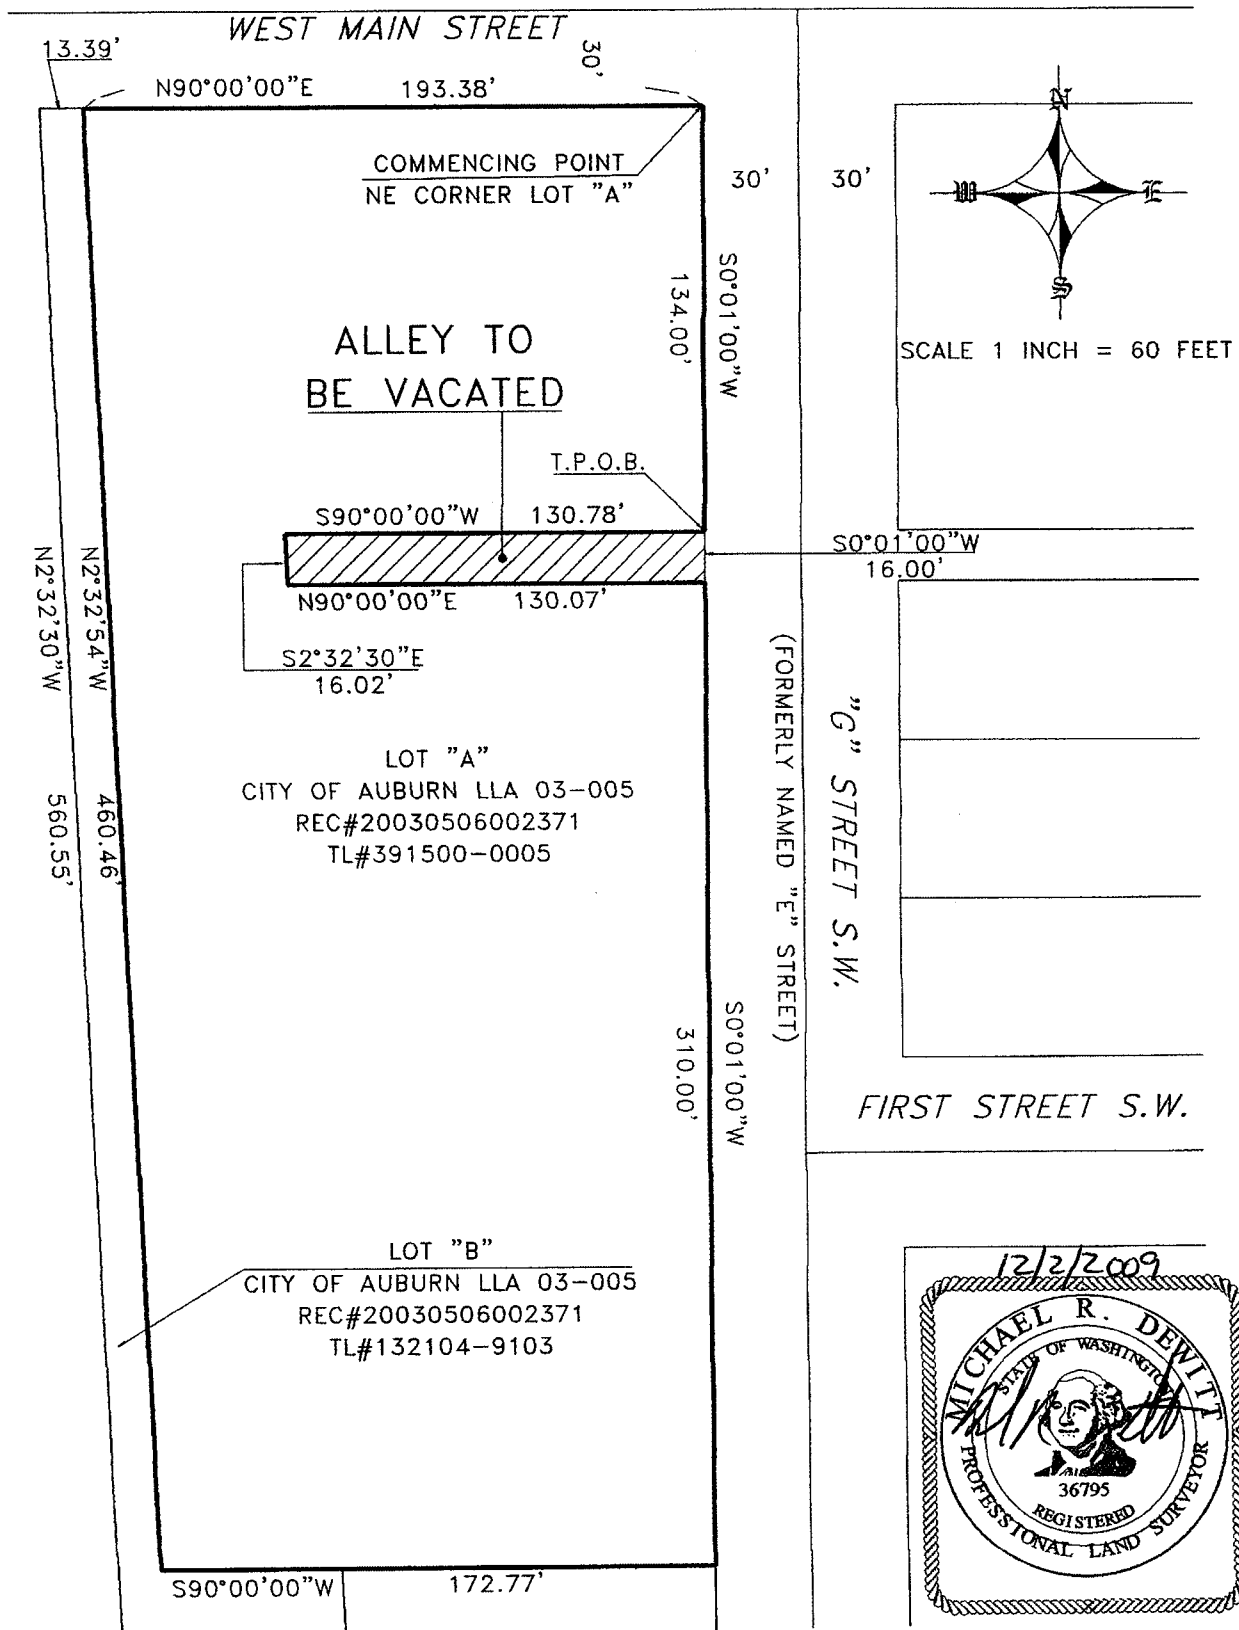 WEST MAIN STREET
13.39'
30'
N90°00'00"E 193.38'
COMMENCING POINT
NE CORNER LOT "A"
30' 30'
N
W E
S
SCALE 1 INCH = 60 FEET
S0°01'00"W
134.00'
ALLEY TO
BE VACATED
T.P.O.B.
S90°00'00"W 130.78'
S0°01'00"W
16.00'
N90°00'00"E 130.07'
S2°32'30"E
16.02'
N2°32'54"W 460.46'
N2°32'30"W 560.55'
LOT "A"
CITY OF AUBURN LLA 03-005
REC#20030506002371
TL#391500-0005
"G" STREET S.W.
(FORMERLY NAMED "E" STREET)
S0°01'00"W
310.00'
FIRST STREET S.W.
LOT "B"
CITY OF AUBURN LLA 03-005
REC#20030506002371
TL#132104-9103
12/2/2009
MICHAEL R. DEWITT
STATE OF WASHINGTON
36795
REGISTERED
PROFESSIONAL LAND SURVEYOR
S90°00'00"W 172.77'